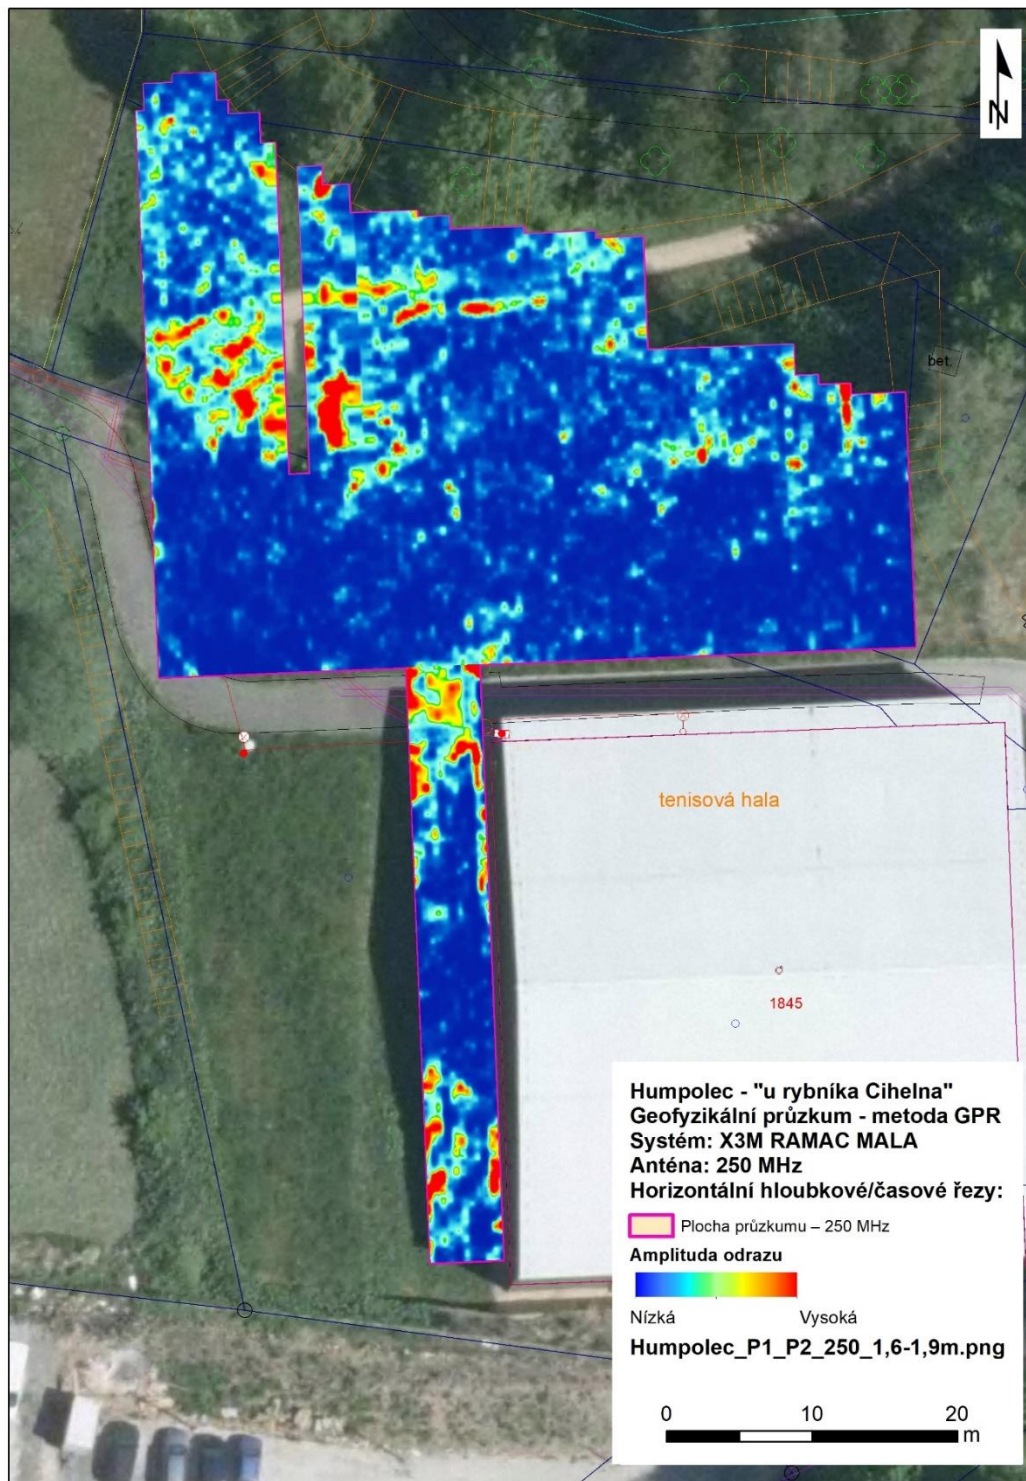 N
bet.
tenisová hala
1845
Humpolec - "u rybníka Cihelna"
Geofyzikální průzkum - metoda GPR
Systém: X3M RAMAC MALA
Anténa: 250 MHz
Horizontální hloubkové/časové řezy:
Plocha průzkumu – 250 MHz
Amplituda odrazu
Nízká Vysoká
Humpolec_P1_P2_250_1,6-1,9m.png
0 10 20
m